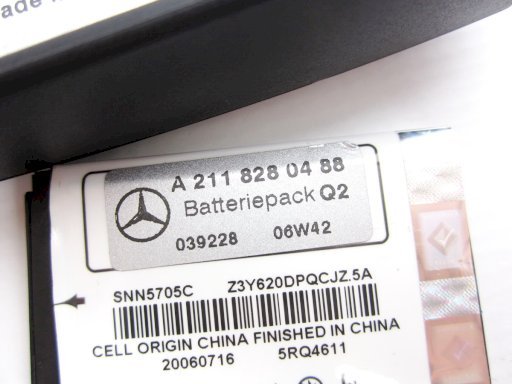 ade
A 211 828 04 88
Batteriepack Q2
039228 06W42
SNN5705C Z3Y620DPQCJZ.5A
CELL ORIGIN CHINA FINISHED IN CHINA
20060716 5RQ4611